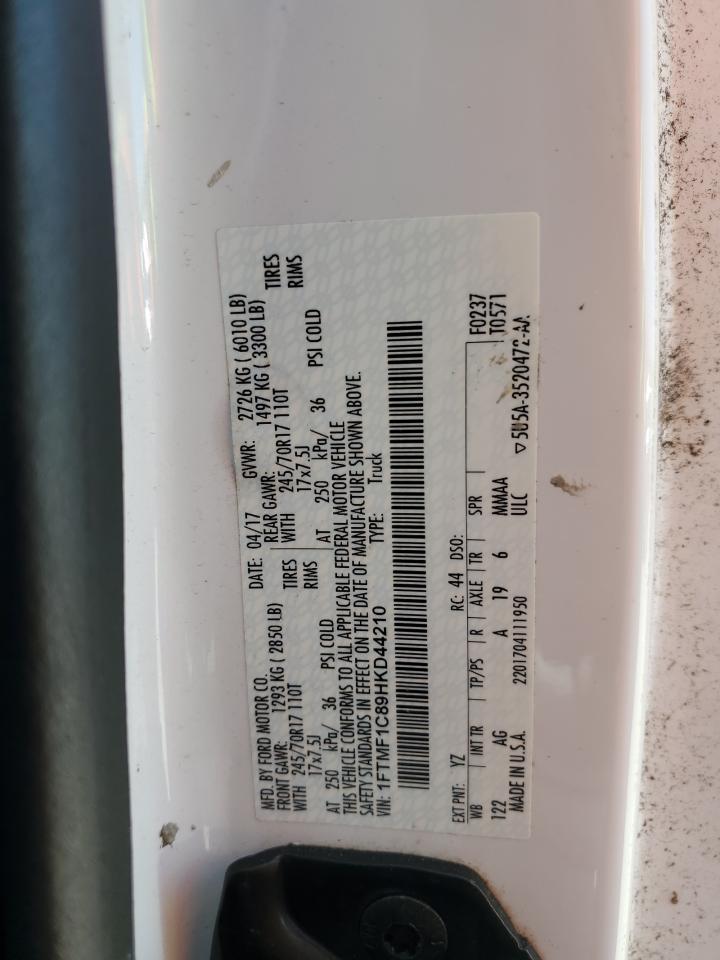 MFD. BY FORD MOTOR CO. DATE: 04/17 GVWR: 2726 KG ( 6010 LB)
FRONT GAWR: 1293 KG ( 2850 LB) REAR GAWR: 1497 KG ( 3300 LB)
WITH 245/70R17 110T TIRES WITH 245/70R17 110T TIRES
17x7.5J RIMS 17x7.5J RIMS
AT 250 kPa/ 36 PSI COLD AT 250 kPa/ 36 PSI COLD
THIS VEHICLE CONFORMS TO ALL APPLICABLE FEDERAL MOTOR VEHICLE
SAFETY STANDARDS IN EFFECT ON THE DATE OF MANUFACTURE SHOWN ABOVE.
VIN: 1FTMF1C89HKD44210 TYPE: Truck
EXT PNT: YZ RC: 44 DSO: F0237
WB INT TR TP/PS R AXLE TR SPR T0571
122 AG A 19 6 MMAA
MADE IN U.S.A. 2201704111950 ULC ▽5U5A-3520472-AA